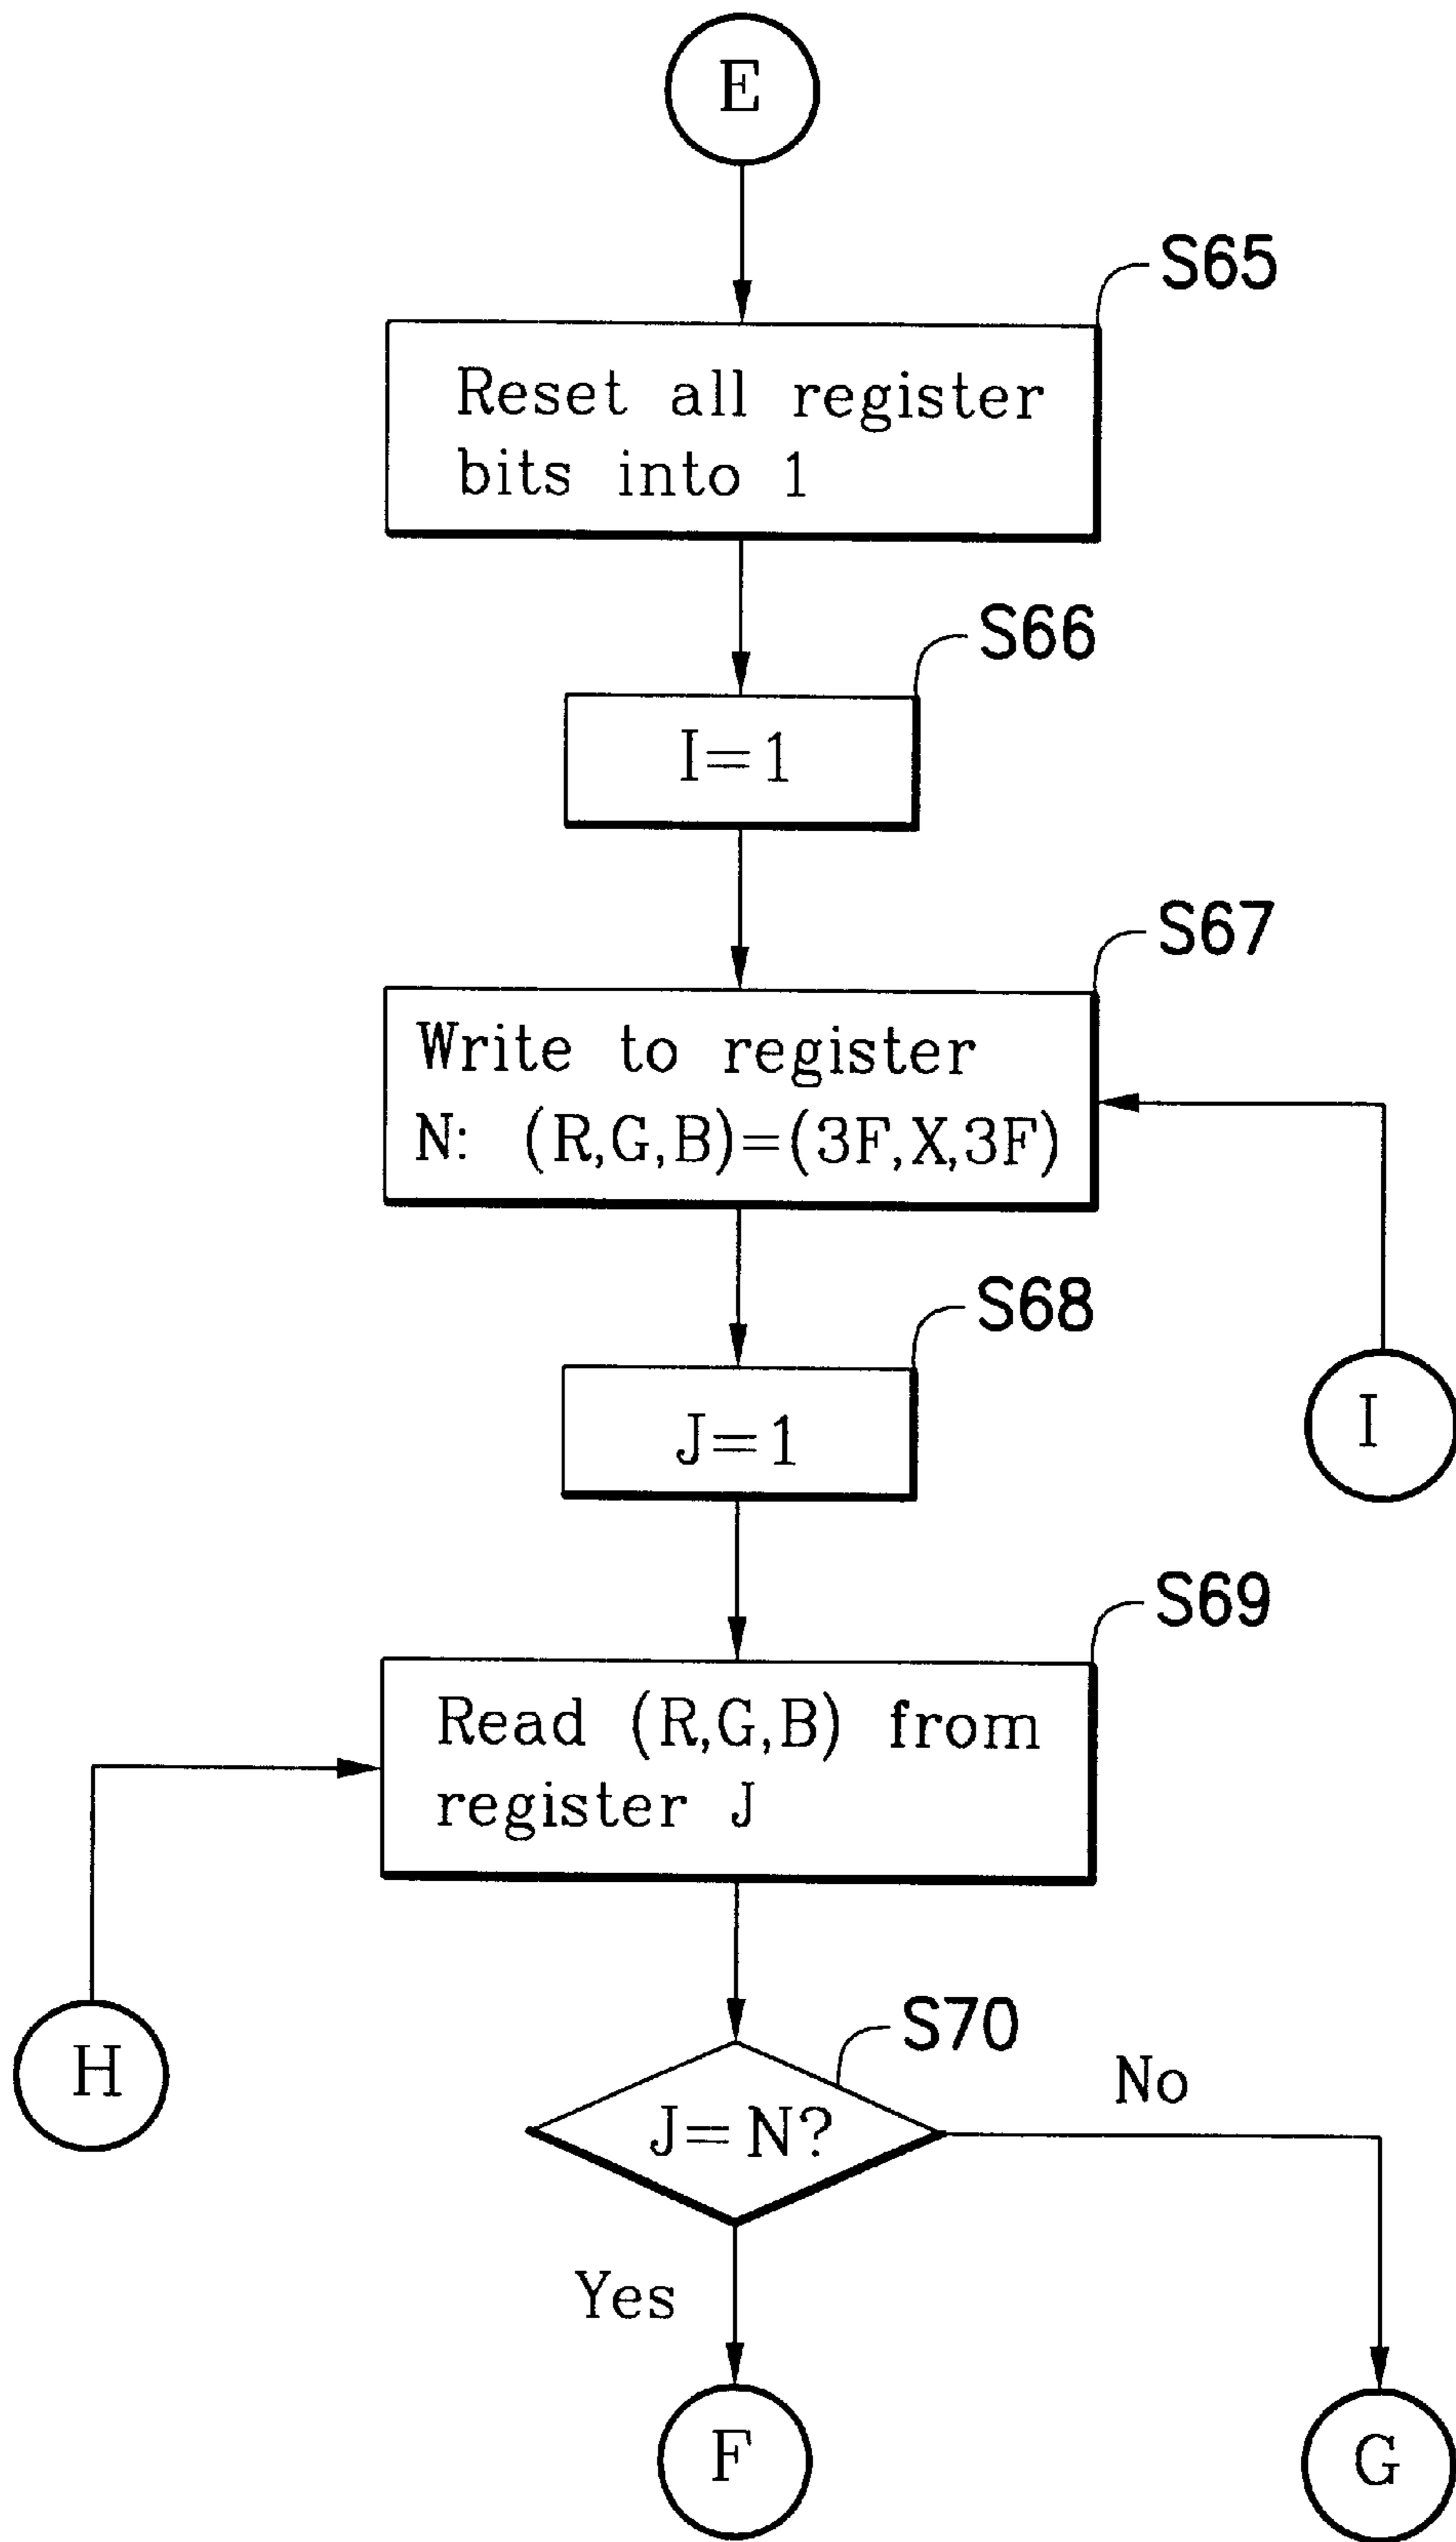 E
S65
Reset all register
bits into 1
S66
I=1
S67
Write to register
N: (R,G,B)=(3F,X,3F)
S68
J=1
I
S69
Read (R,G,B) from
register J
H
S70
J=N?
No
Yes
F
G